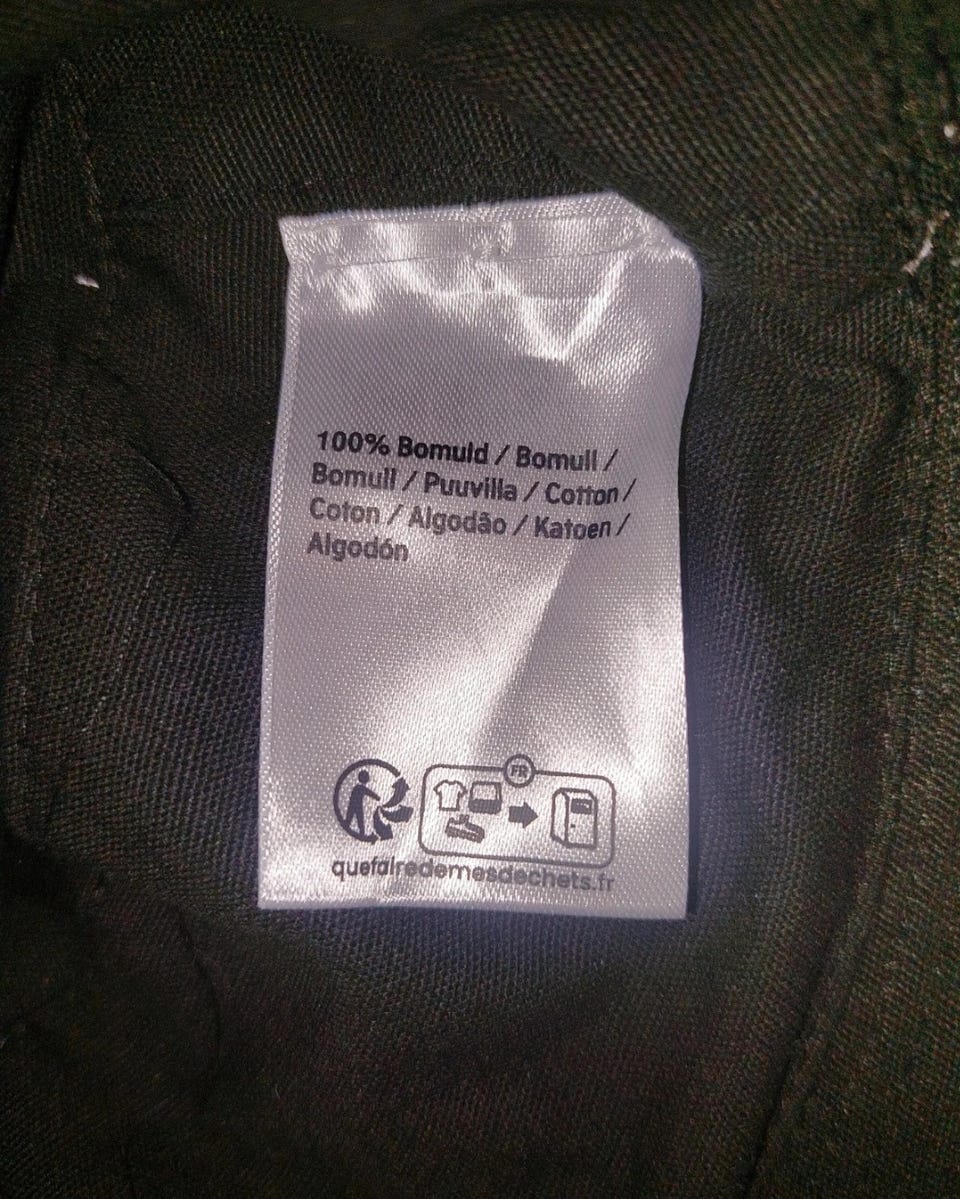 100% Bomuld / Bomull /
Bomull / Puuvilla / Cotton /
Coton / Algodão / Katoen /
Algodón
FR
quefairedemesdechets.fr